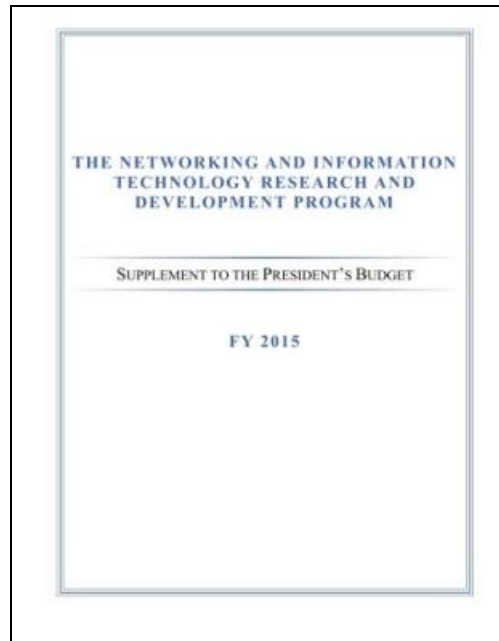 THE NETWORKING AND INFORMATION
TECHNOLOGY RESEARCH AND
DEVELOPMENT PROGRAM
SUPPLEMENT TO THE PRESIDENT'S BUDGET
FY 2015